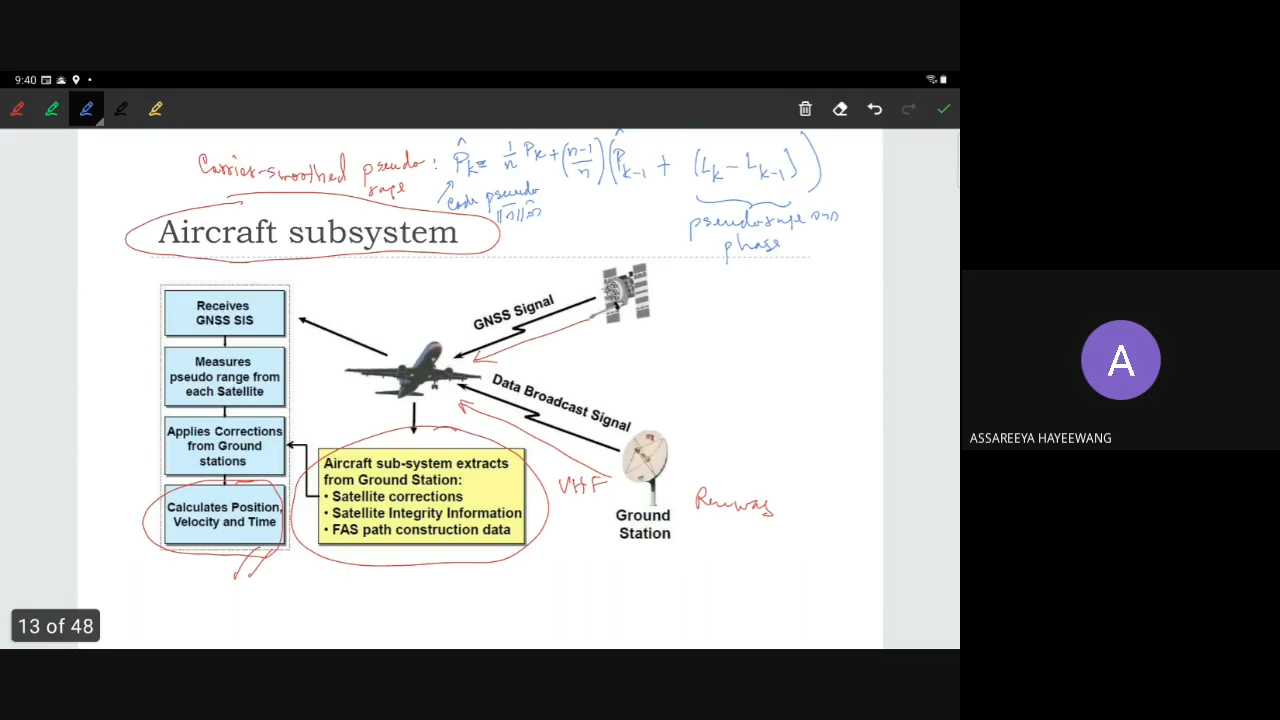 9:40
Carrier-smoothed pseudo
P̂k = 1/n Pk + (n-1/n) (P̂k-1 + (Lk - Lk-1))
code pseudo
phase
Aircraft subsystem
Receives
GNSS SIS
Measures
pseudo range from
each Satellite
Applies Corrections
from Ground
stations
Calculates Position,
Velocity and Time
GNSS Signal
Data Broadcast Signal
Aircraft sub-system extracts
from Ground Station:
• Satellite corrections
• Satellite Integrity Information
• FAS path construction data
VHF
Ground
Station
13 of 48
A
ASSAREEYA HAYEEWANG